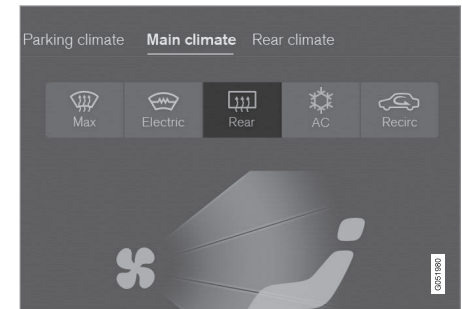 Parking climate Main climate Rear climate
Max Electric Rear AC Recirc
G051980